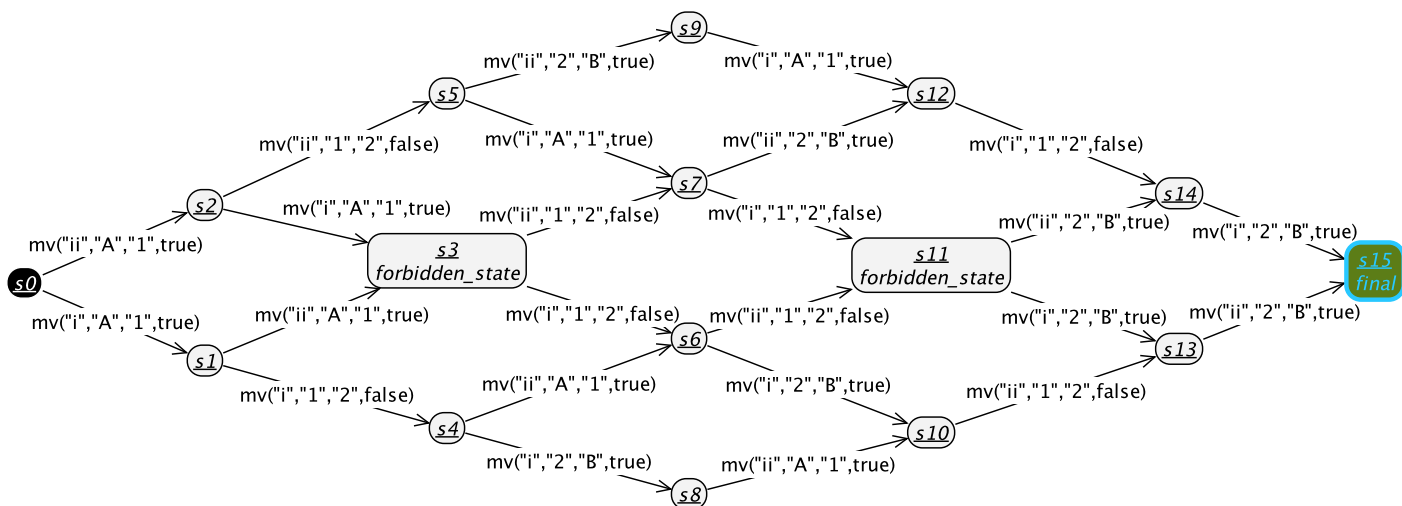 s9
mv("ii","2","B",true)
mv("i","A","1",true)
s5
s12
mv("ii","1","2",false)
mv("i","A","1",true)
mv("ii","2","B",true)
mv("i","1","2",false)
s2
mv("i","A","1",true)
s7
s14
mv("ii","A","1",true)
mv("ii","1","2",false)
mv("i","1","2",false)
mv("ii","2","B",true)
mv("i","2","B",true)
s3
forbidden_state
s11
forbidden_state
s15
final
s0
mv("i","A","1",true)
mv("ii","A","1",true)
mv("i","1","2",false)
mv("ii","1","2",false)
mv("i","2","B",true)
mv("ii","2","B",true)
s1
s6
s13
mv("i","1","2",false)
mv("ii","A","1",true)
mv("i","2","B",true)
mv("ii","1","2",false)
s4
s10
mv("i","2","B",true)
mv("ii","A","1",true)
s8